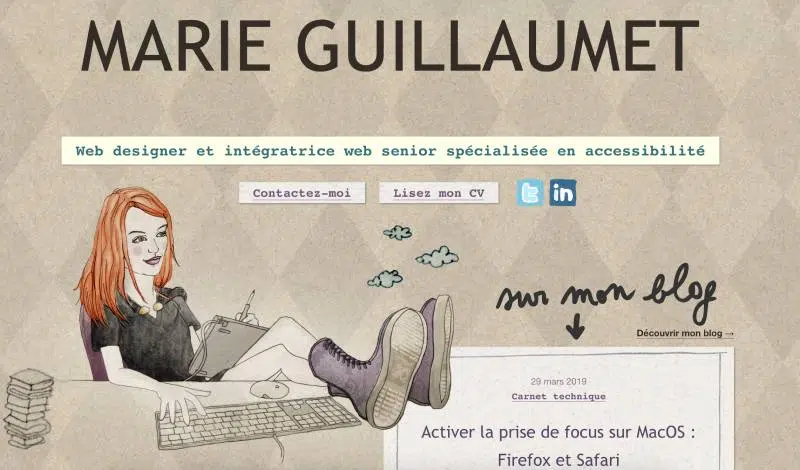 MARIE GUILLAUMET
Web designer et intégratrice web senior spécialisée en accessibilité
Contactez-moi
Lisez mon CV
t
in
sur mon blog
Découvrir mon blog →
29 mars 2019
Carnet technique
Activer la prise de focus sur MacOS :
Firefox et Safari